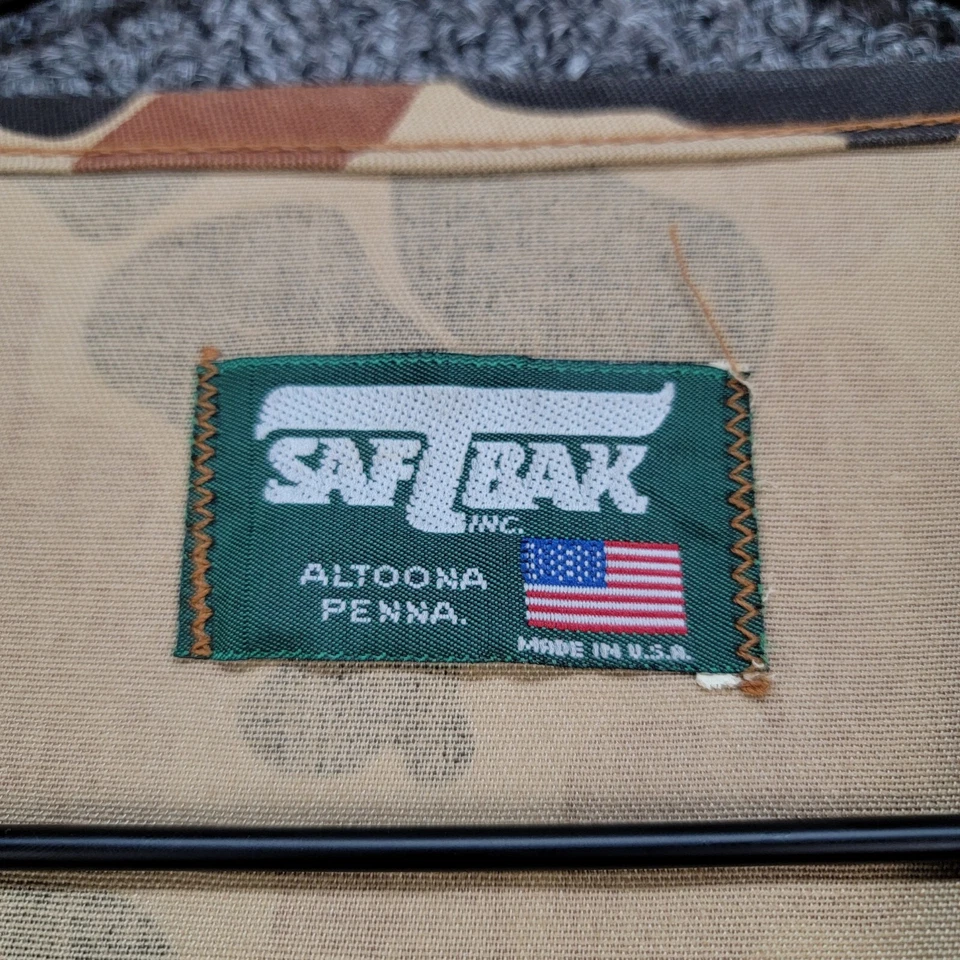 SAFTBAK
INC.
ALTOONA
PENNA.
MADE IN U.S.A.